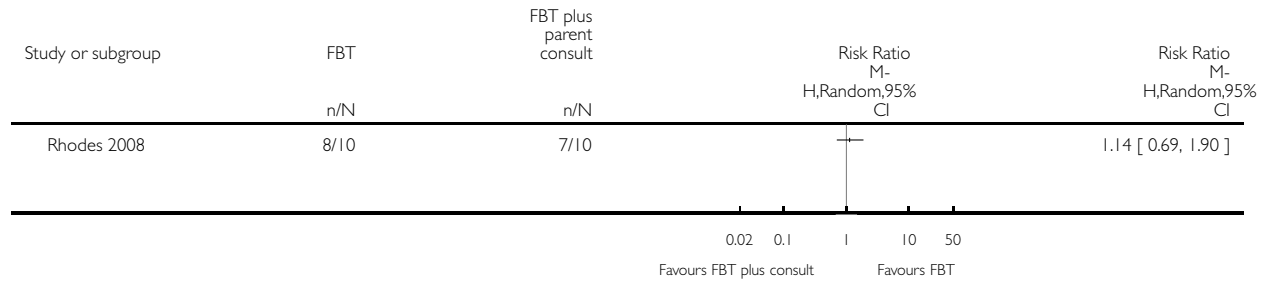 FBT plus
parent
Study or subgroup FBT consult Risk Ratio Risk Ratio
M- M-
H,Random,95% H,Random,95%
n/N n/N CI CI
Rhodes 2008 8/10 7/10 1.14 [ 0.69, 1.90 ]
0.02 0.1 1 10 50
Favours FBT plus consult Favours FBT